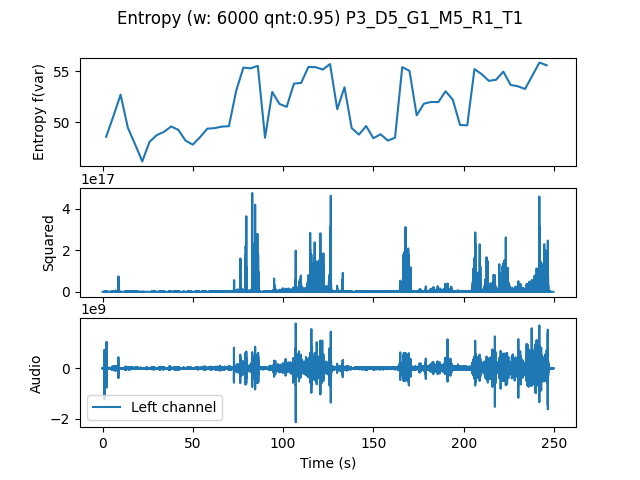 Entropy (w: 6000 qnt:0.95) P3_D5_G1_M5_R1_T1
Entropy f(var)
55
50
1e17
Squared
4
2
0
1e9
Audio
0
−2
Left channel
0
50
100
150
200
250
Time (s)